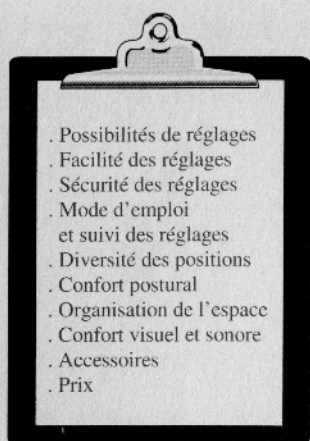 . Possibilités de réglages
. Facilité des réglages
. Sécurité des réglages
. Mode d'emploi
et suivi des réglages
. Diversité des positions
. Confort postural
. Organisation de l'espace
. Confort visuel et sonore
. Accessoires
. Prix